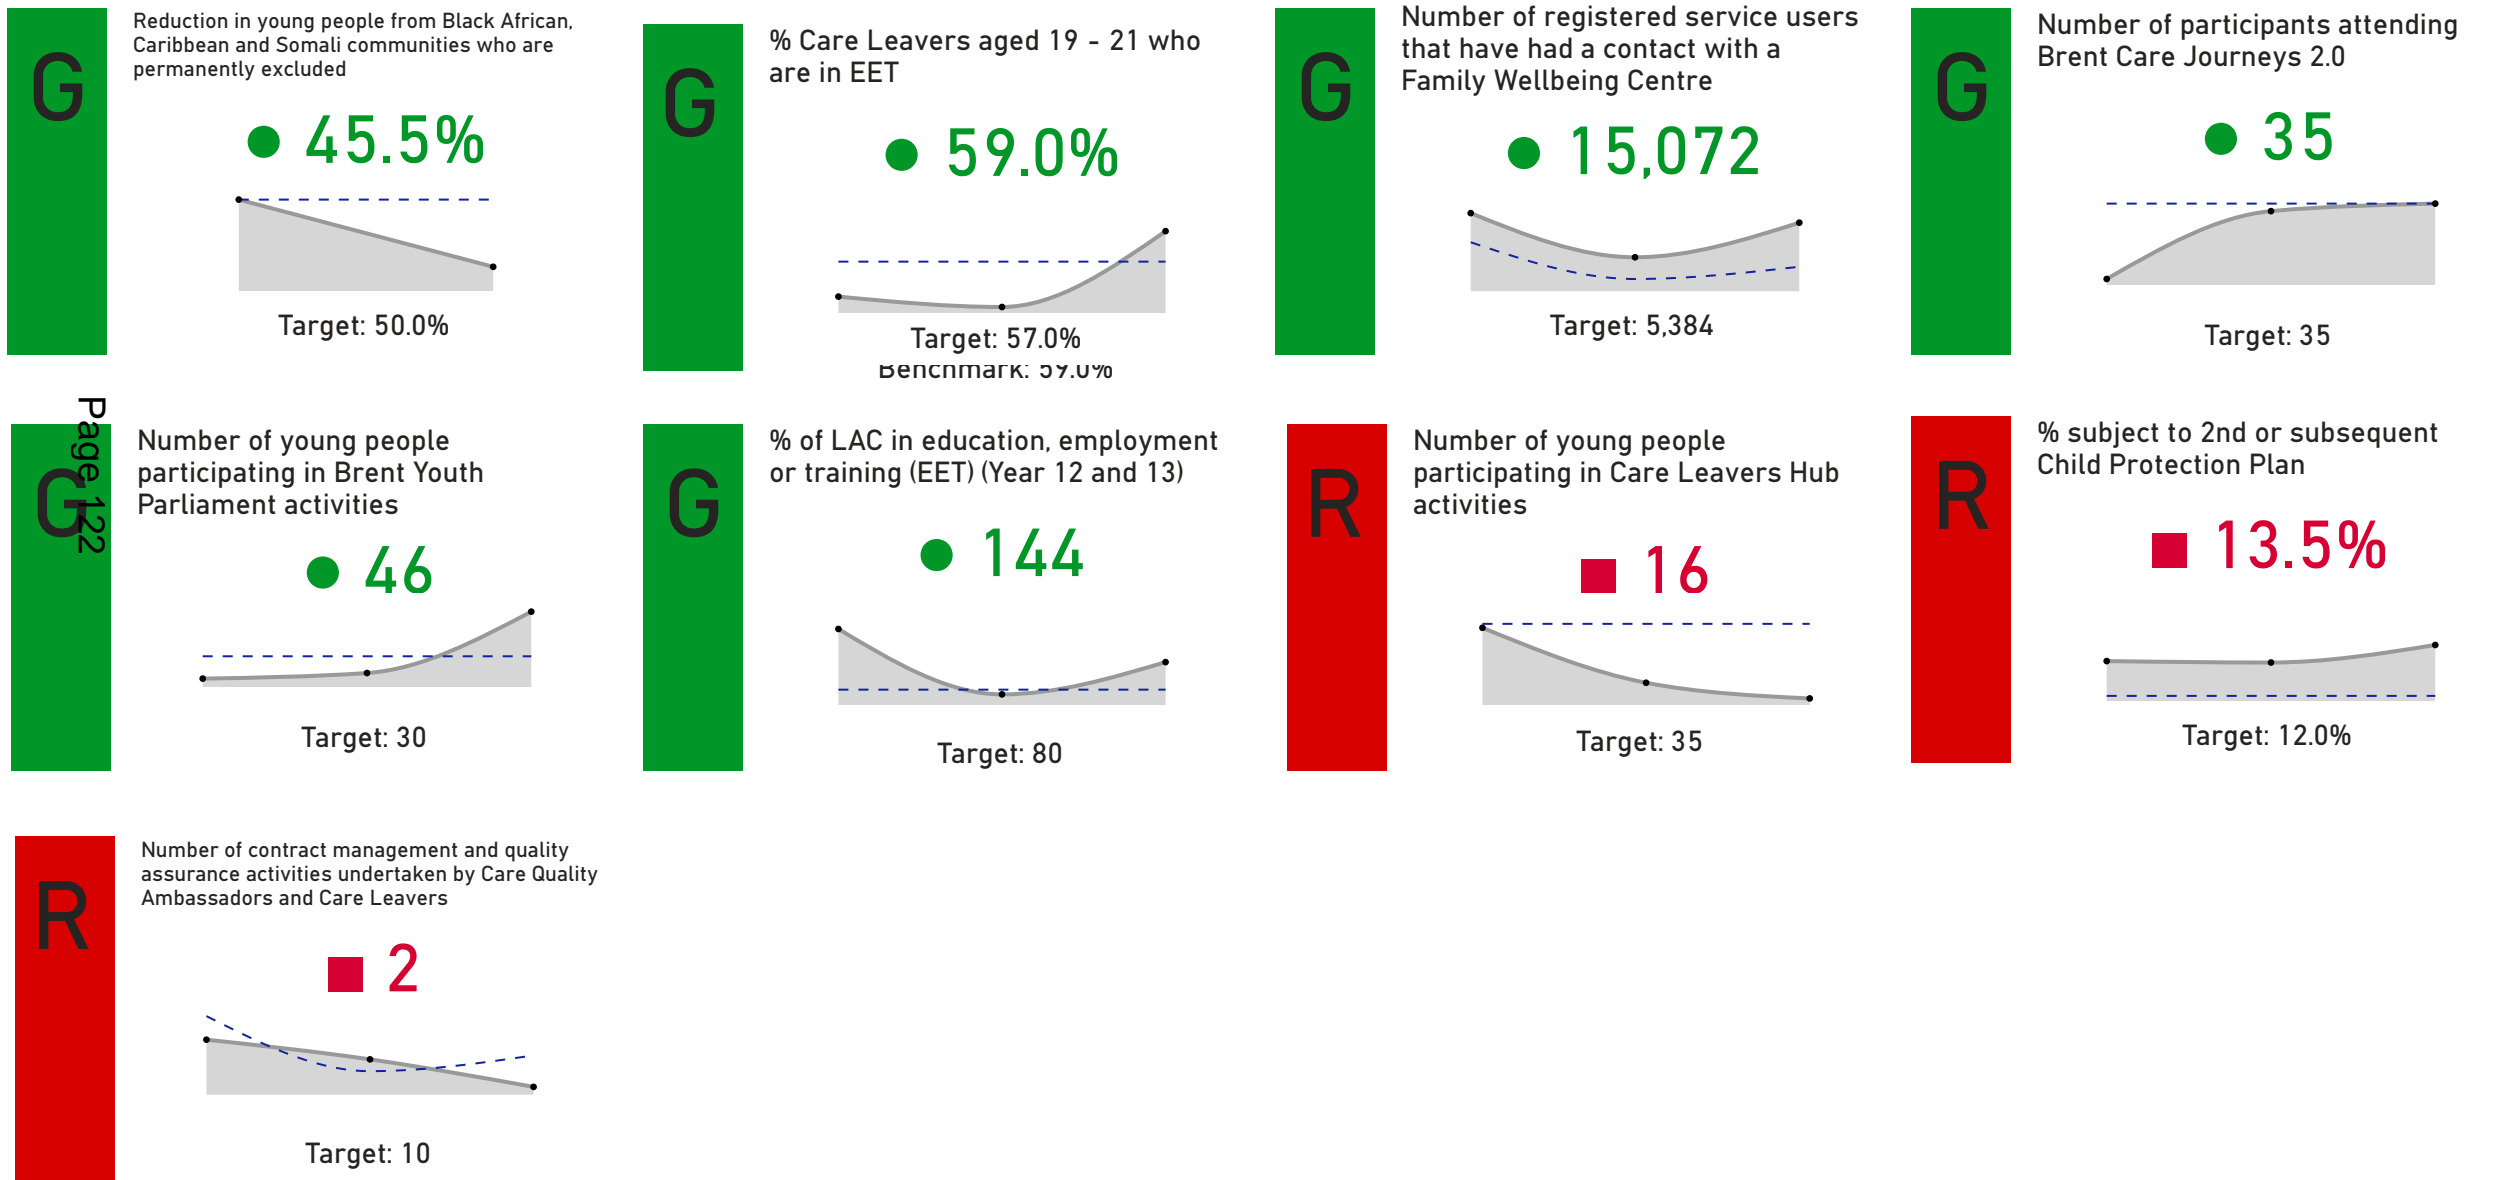 G
Reduction in young people from Black African,
Caribbean and Somali communities who are
permanently excluded
45.5%
Target: 50.0%
G
% Care Leavers aged 19 - 21 who
are in EET
59.0%
Target: 57.0%
Benchmark: 59.0%
G
Number of registered service users
that have had a contact with a
Family Wellbeing Centre
15,072
Target: 5,384
G
Number of participants attending
Brent Care Journeys 2.0
35
Target: 35
Page 122
G
Number of young people
participating in Brent Youth
Parliament activities
46
Target: 30
G
% of LAC in education, employment
or training (EET) (Year 12 and 13)
144
Target: 80
R
Number of young people
participating in Care Leavers Hub
activities
16
Target: 35
R
% subject to 2nd or subsequent
Child Protection Plan
13.5%
Target: 12.0%
R
Number of contract management and quality
assurance activities undertaken by Care Quality
Ambassadors and Care Leavers
2
Target: 10